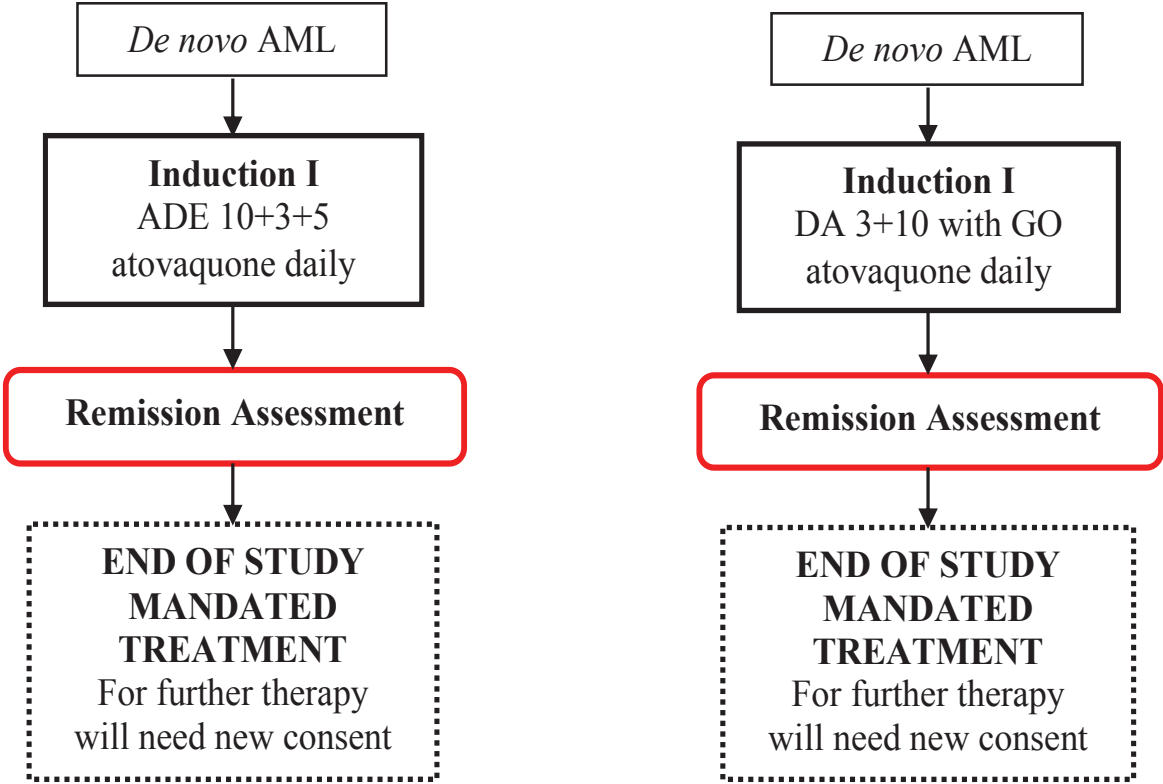 De novo AML
Induction I
ADE 10+3+5
atovaquone daily
Remission Assessment
END OF STUDY
MANDATED
TREATMENT
For further therapy
will need new consent
De novo AML
Induction I
DA 3+10 with GO
atovaquone daily
Remission Assessment
END OF STUDY
MANDATED
TREATMENT
For further therapy
will need new consent